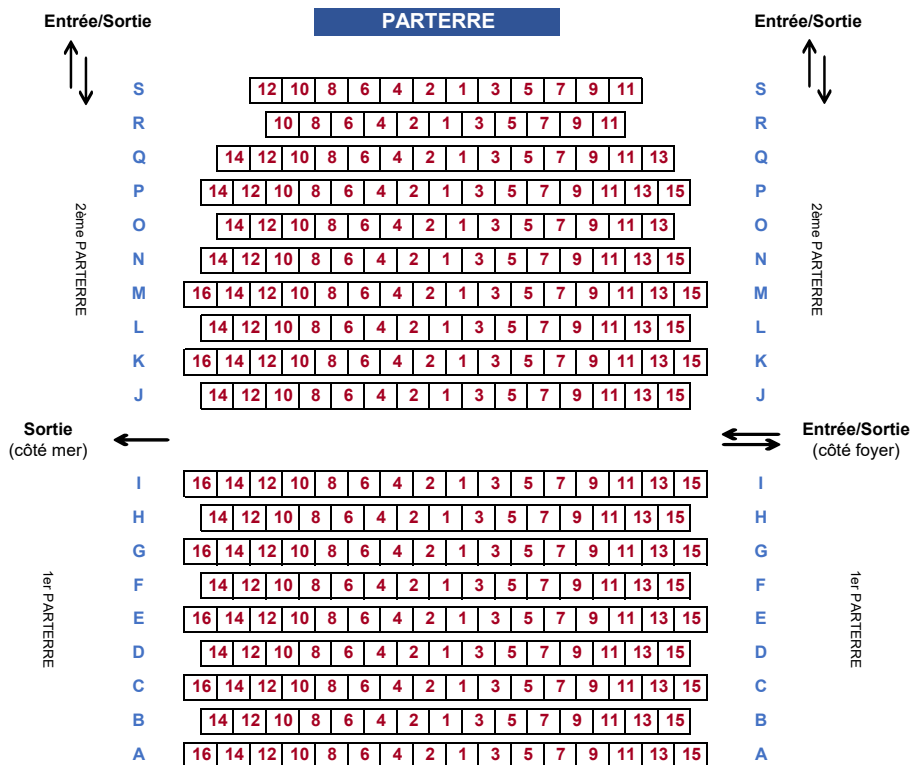 Entrée/Sortie PARTERRE Entrée/Sortie
S 12 10 8 6 4 2 1 3 5 7 9 11 S
R 10 8 6 4 2 1 3 5 7 9 11 R
Q 14 12 10 8 6 4 2 1 3 5 7 9 11 13 Q
P 14 12 10 8 6 4 2 1 3 5 7 9 11 13 15 P
2ème PARTERRE
2ème PARTERRE
O 14 12 10 8 6 4 2 1 3 5 7 9 11 13 O
N 14 12 10 8 6 4 2 1 3 5 7 9 11 13 15 N
M 16 14 12 10 8 6 4 2 1 3 5 7 9 11 13 15 M
L 14 12 10 8 6 4 2 1 3 5 7 9 11 13 15 L
K 16 14 12 10 8 6 4 2 1 3 5 7 9 11 13 15 K
J 14 12 10 8 6 4 2 1 3 5 7 9 11 13 15 J
Sortie Entrée/Sortie
(côté mer) (côté foyer)
I 16 14 12 10 8 6 4 2 1 3 5 7 9 11 13 15 I
H 14 12 10 8 6 4 2 1 3 5 7 9 11 13 15 H
G 16 14 12 10 8 6 4 2 1 3 5 7 9 11 13 15 G
F 14 12 10 8 6 4 2 1 3 5 7 9 11 13 15 F
1er PARTERRE
1er PARTERRE
E 16 14 12 10 8 6 4 2 1 3 5 7 9 11 13 15 E
D 14 12 10 8 6 4 2 1 3 5 7 9 11 13 15 D
C 16 14 12 10 8 6 4 2 1 3 5 7 9 11 13 15 C
B 14 12 10 8 6 4 2 1 3 5 7 9 11 13 15 B
A 16 14 12 10 8 6 4 2 1 3 5 7 9 11 13 15 A